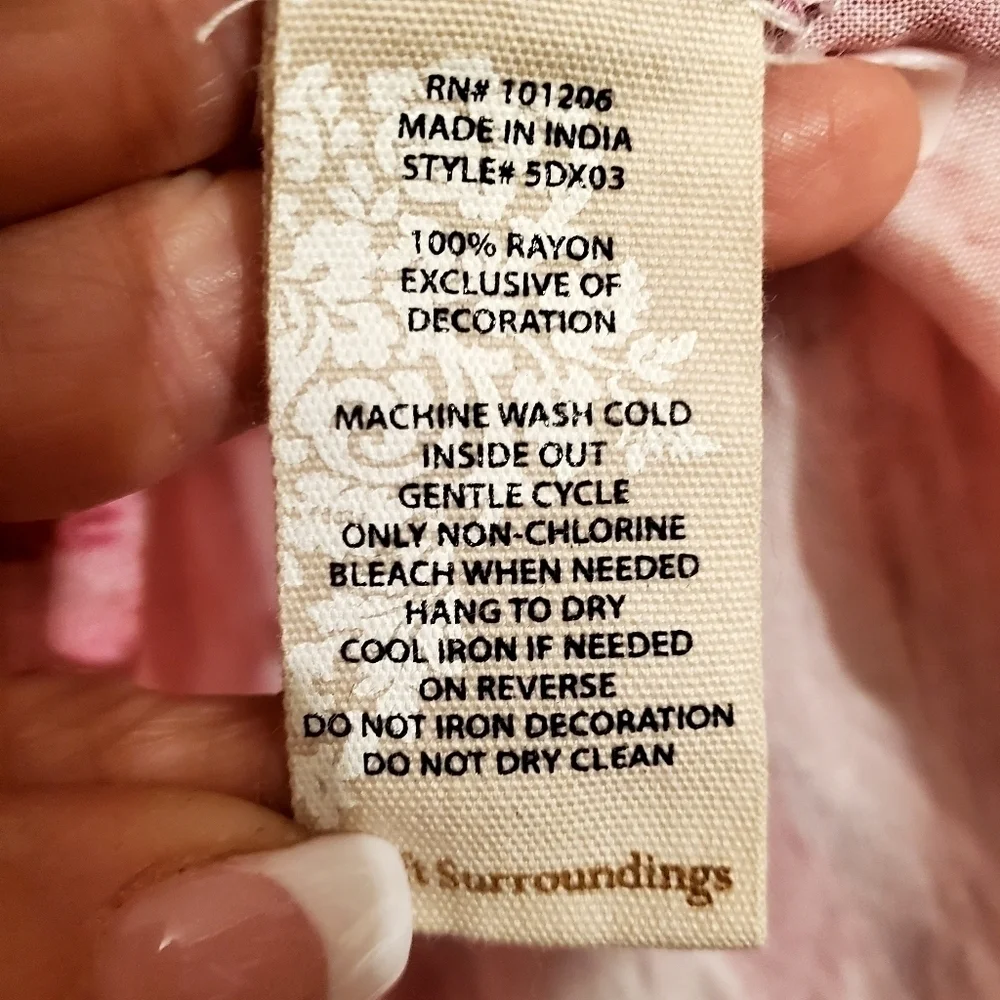 RN# 101206
MADE IN INDIA
STYLE# 5DX03
100% RAYON
EXCLUSIVE OF
DECORATION
MACHINE WASH COLD
INSIDE OUT
GENTLE CYCLE
ONLY NON-CHLORINE
BLEACH WHEN NEEDED
HANG TO DRY
COOL IRON IF NEEDED
ON REVERSE
DO NOT IRON DECORATION
DO NOT DRY CLEAN
Surroundings